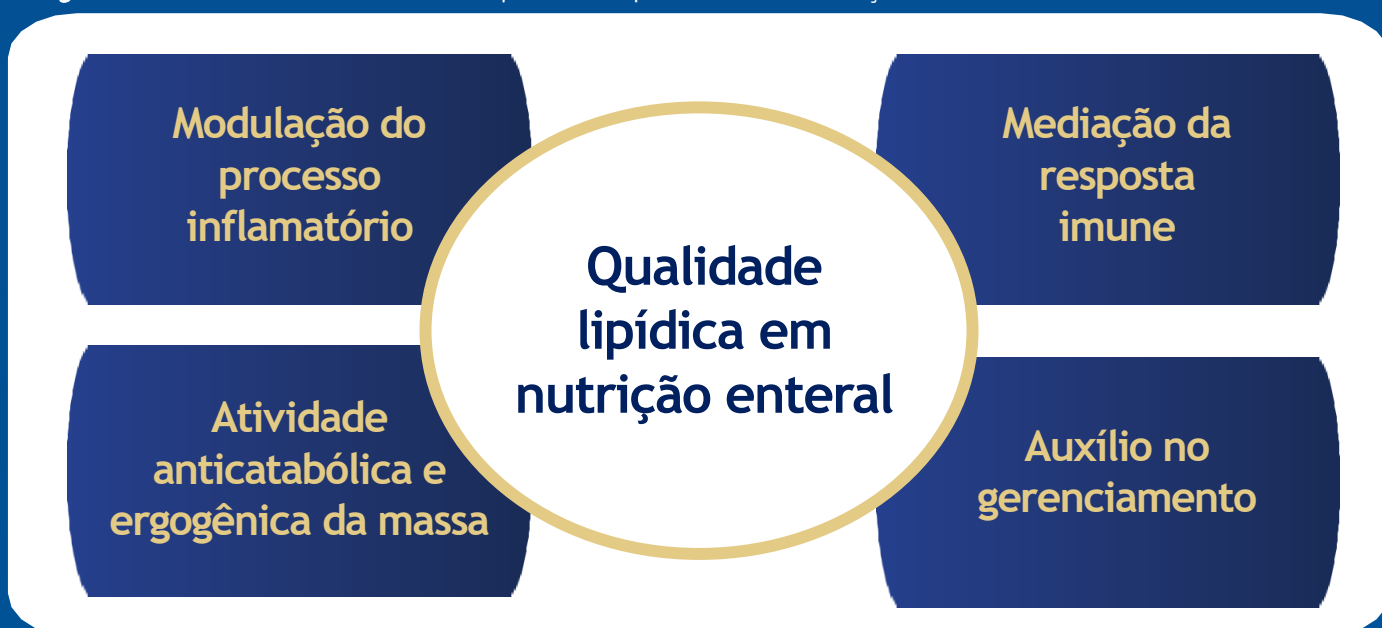 Modulação do
processo
inflamatório
Mediação da
resposta
imune
Qualidade
lipídica em
nutrição enteral
Atividade
anticatabólica e
ergogênica da massa
Auxílio no
gerenciamento